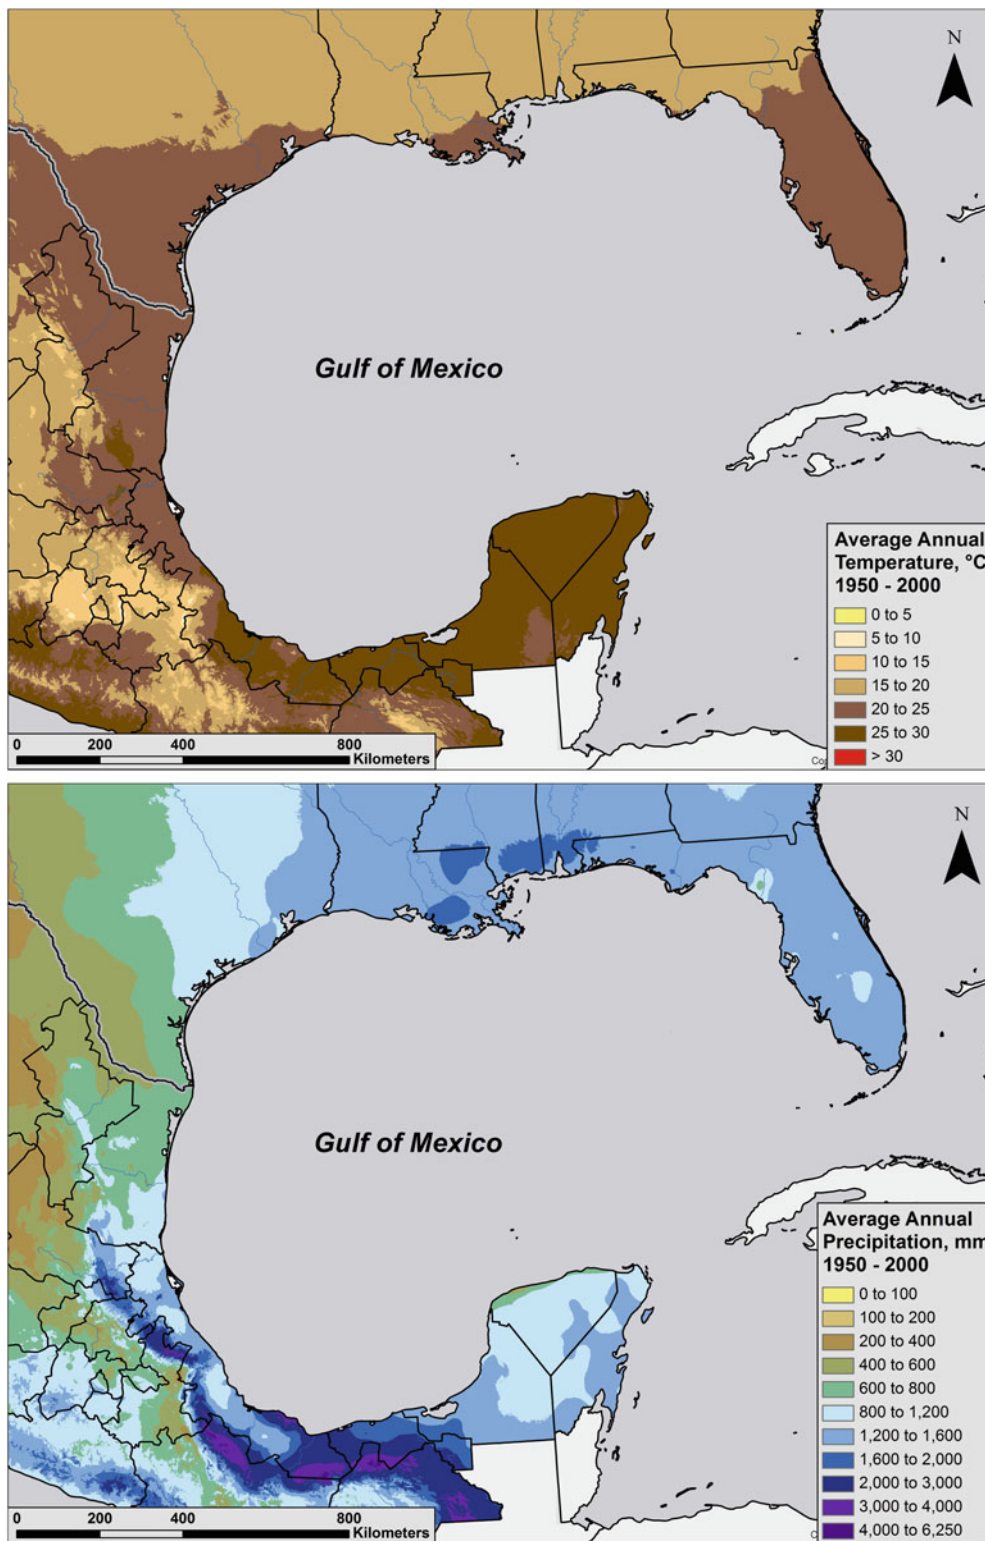 N
Gulf of Mexico
Average Annual
Temperature, °C
1950 - 2000
0 to 5
5 to 10
10 to 15
15 to 20
20 to 25
25 to 30
> 30
0 200 400 800
Kilometers
N
Gulf of Mexico
Average Annual
Precipitation, mm
1950 - 2000
0 to 100
100 to 200
200 to 400
400 to 600
600 to 800
800 to 1,200
1,200 to 1,600
1,600 to 2,000
2,000 to 3,000
3,000 to 4,000
4,000 to 6,250
0 200 400 800
Kilometers